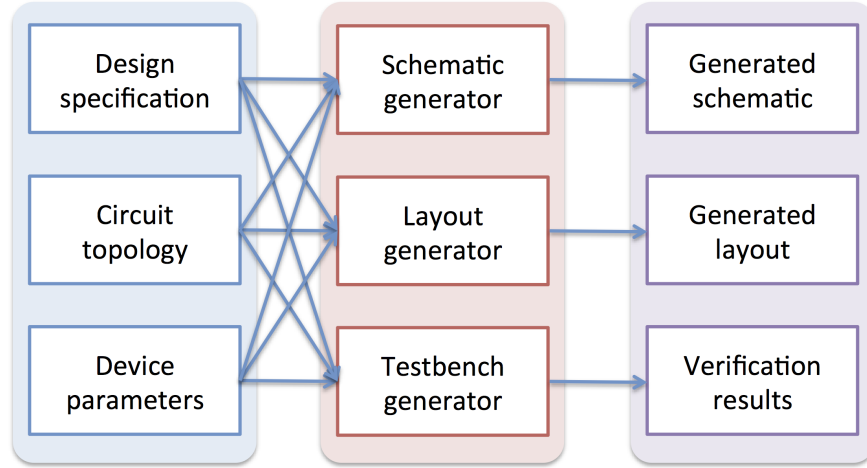 Design
specification
Schematic
generator
Generated
schematic
Circuit
topology
Layout
generator
Generated
layout
Device
parameters
Testbench
generator
Verification
results